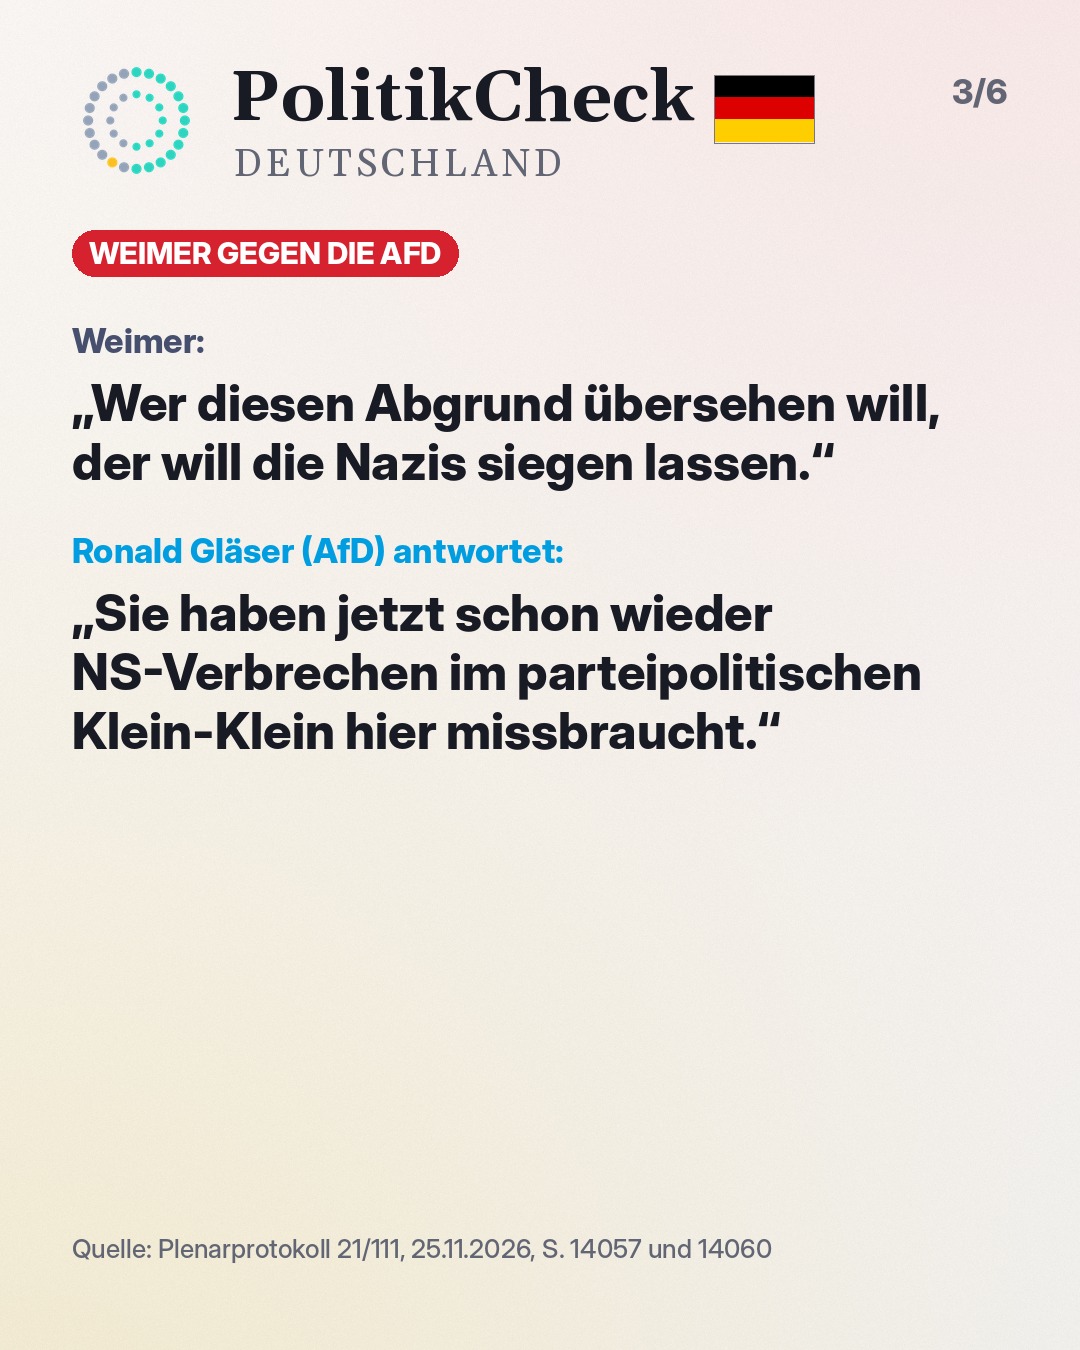 PolitikCheck
3/6
DEUTSCHLAND
WEIMER GEGEN DIE AFD
Weimer:
„Wer diesen Abgrund übersehen will,
der will die Nazis siegen lassen.“
Ronald Gläser (AfD) antwortet:
„Sie haben jetzt schon wieder
NS-Verbrechen im parteipolitischen
Klein-Klein hier missbraucht.“
Quelle: Plenarprotokoll 21/111, 25.11.2026, S. 14057 und 14060